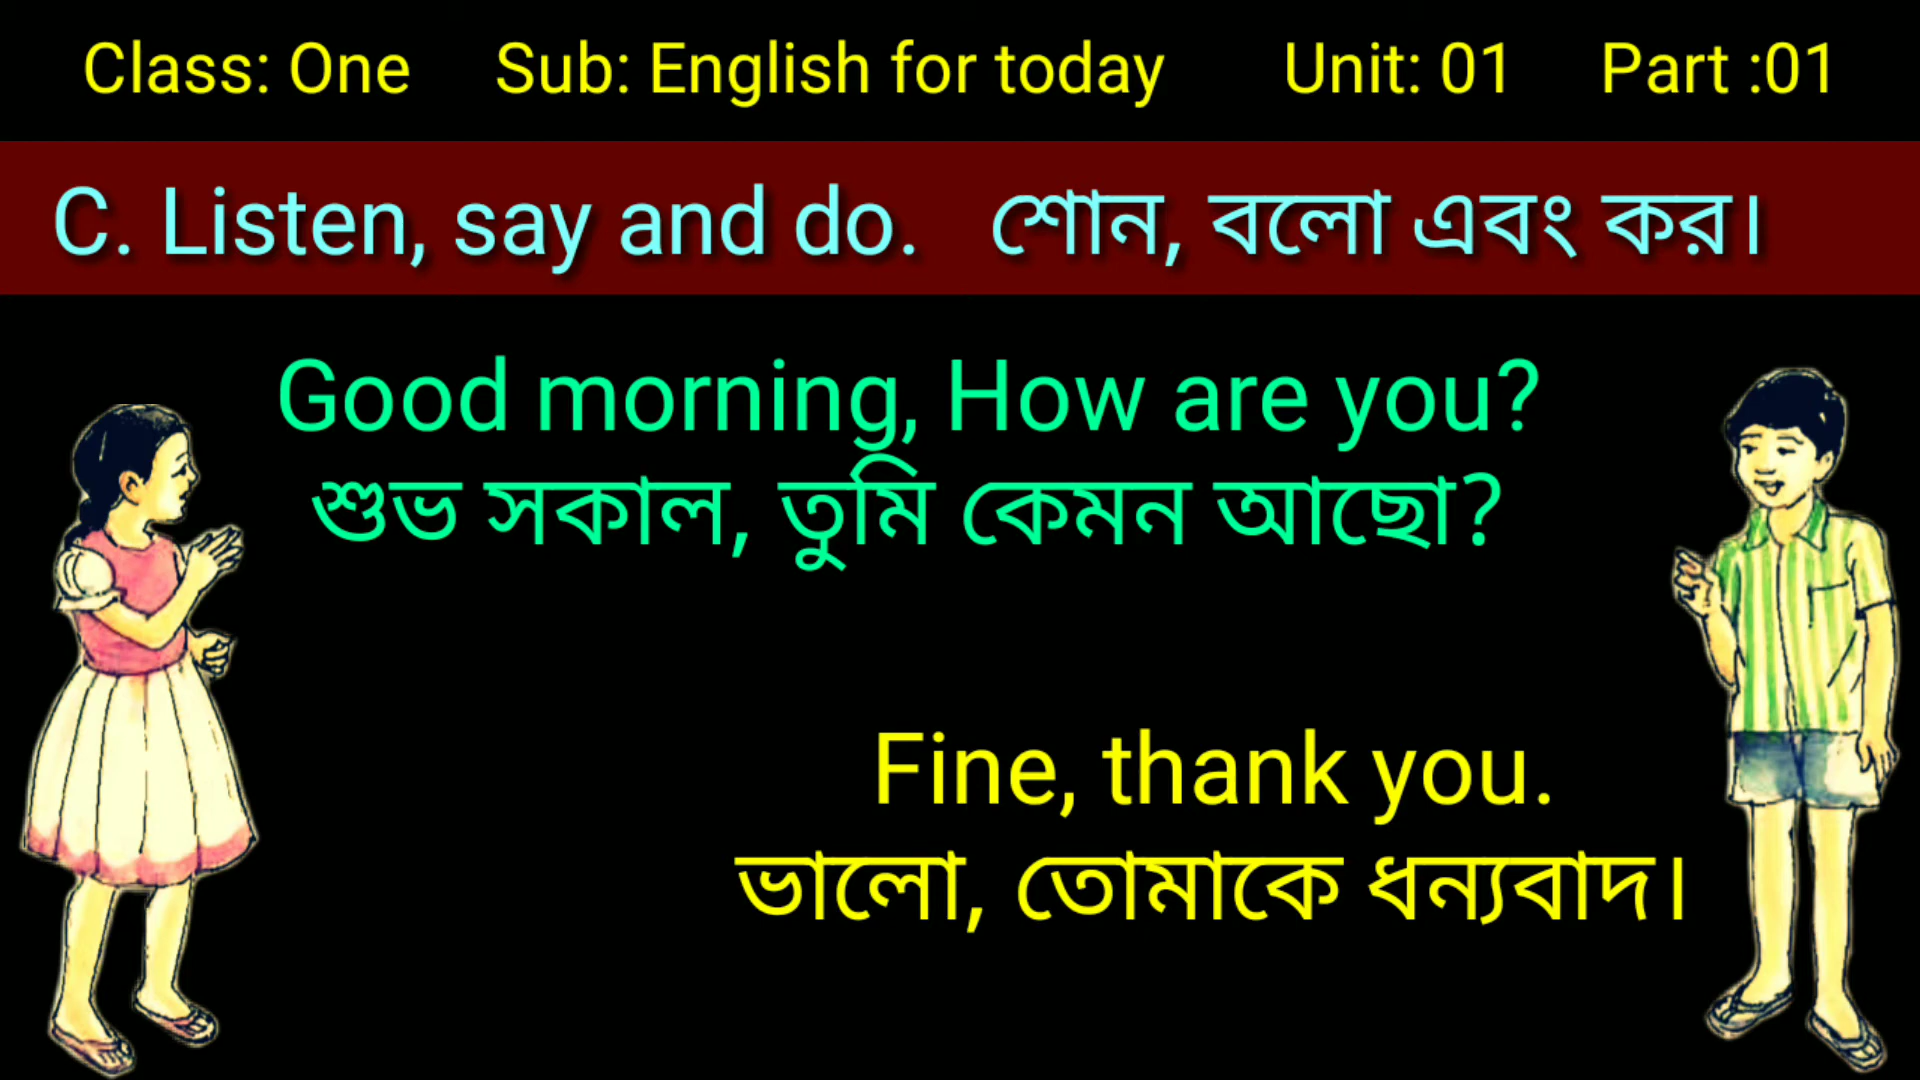 Class: One Sub: English for today Unit: 01 Part :01
C. Listen, say and do. শোন, বলো এবং কর।
Good morning, How are you?
শুভ সকাল, তুমি কেমন আছো?
Fine, thank you.
ভালো, তোমাকে ধন্যবাদ।